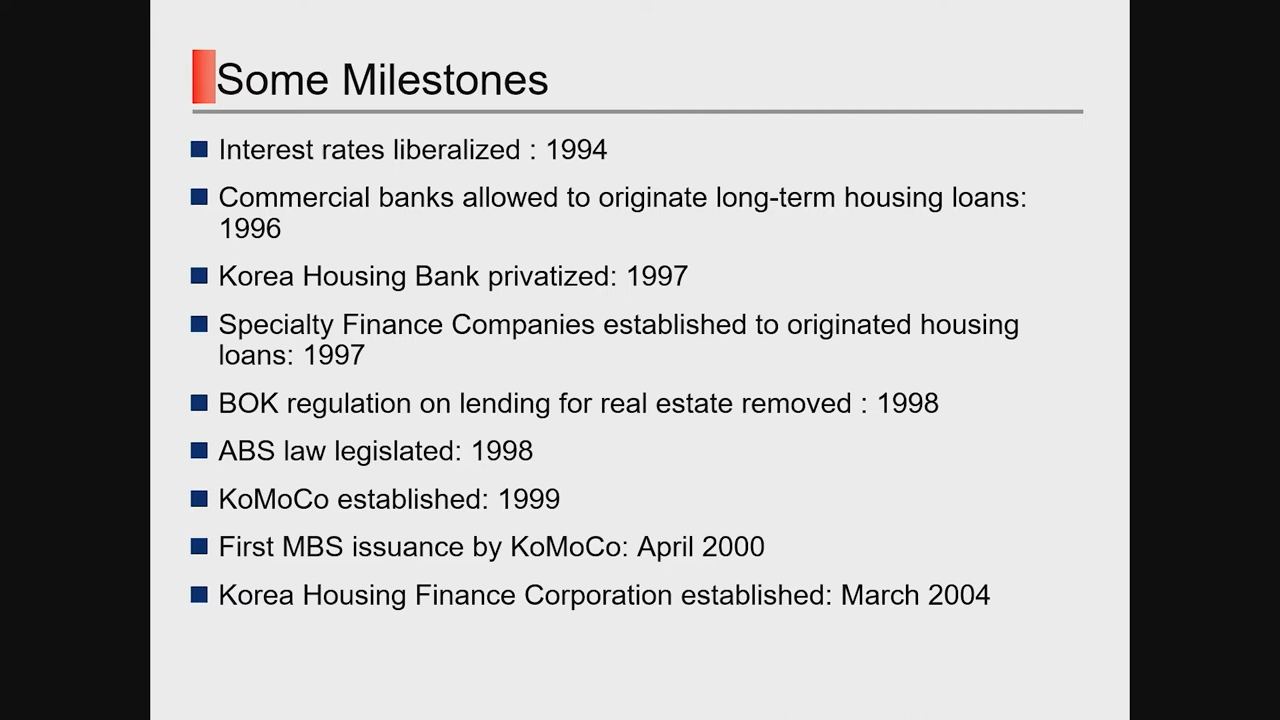 Some Milestones
Interest rates liberalized : 1994
Commercial banks allowed to originate long-term housing loans:
1996
Korea Housing Bank privatized: 1997
Specialty Finance Companies established to originated housing
loans: 1997
BOK regulation on lending for real estate removed : 1998
ABS law legislated: 1998
KoMoCo established: 1999
First MBS issuance by KoMoCo: April 2000
Korea Housing Finance Corporation established: March 2004